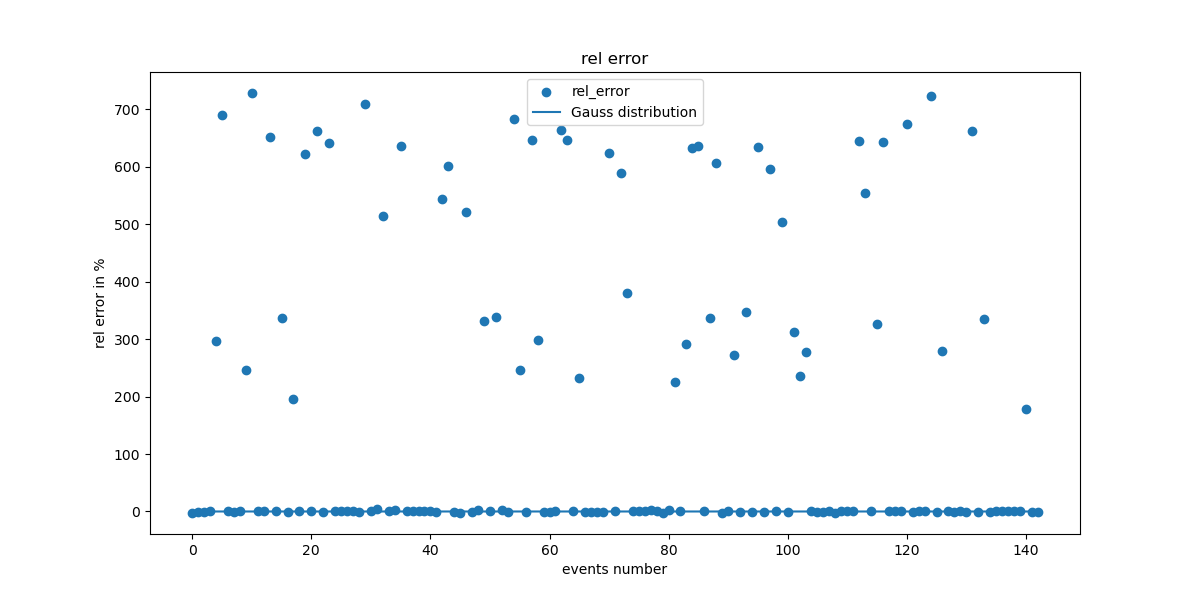 rel error
rel_error
Gauss distribution
rel error in %
700
600
500
400
300
200
100
0
0 20 40 60 80 100 120 140
events number